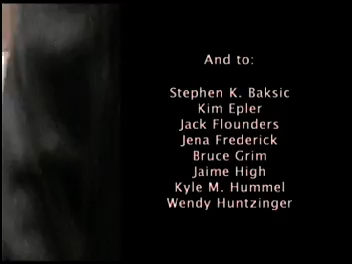 And to:
Stephen K. Baksic
Kim Epler
Jack Flounders
Jena Frederick
Bruce Grim
Jaime High
Kyle M. Hummel
Wendy Huntzinger